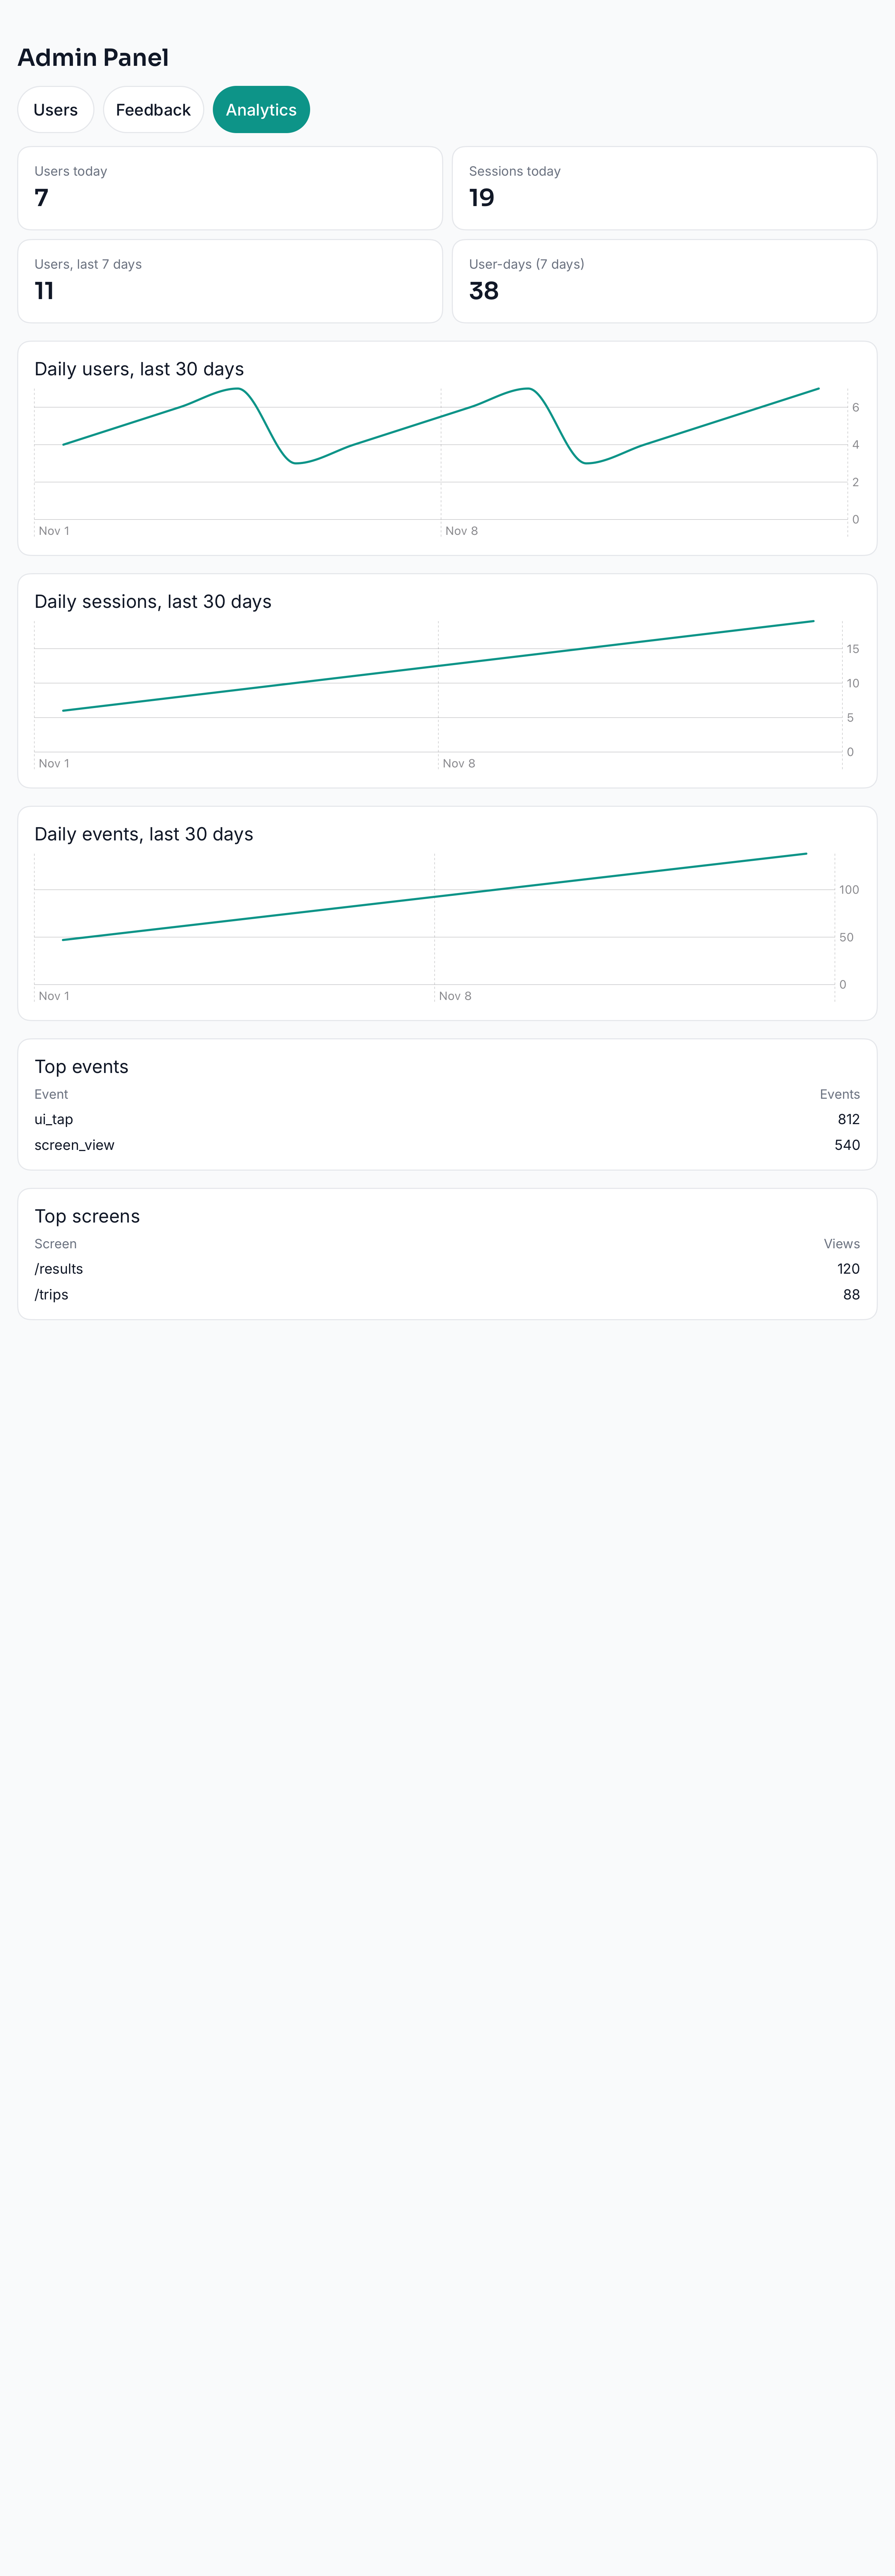 Admin Panel
Users Feedback Analytics
Users today
7
Sessions today
19
Users, last 7 days
11
User-days (7 days)
38
Daily users, last 30 days
6
4
2
0
Nov 1 Nov 8
Daily sessions, last 30 days
15
10
5
0
Nov 1 Nov 8
Daily events, last 30 days
100
50
0
Nov 1 Nov 8
Top events
Event Events
ui_tap 812
screen_view 540
Top screens
Screen Views
/results 120
/trips 88